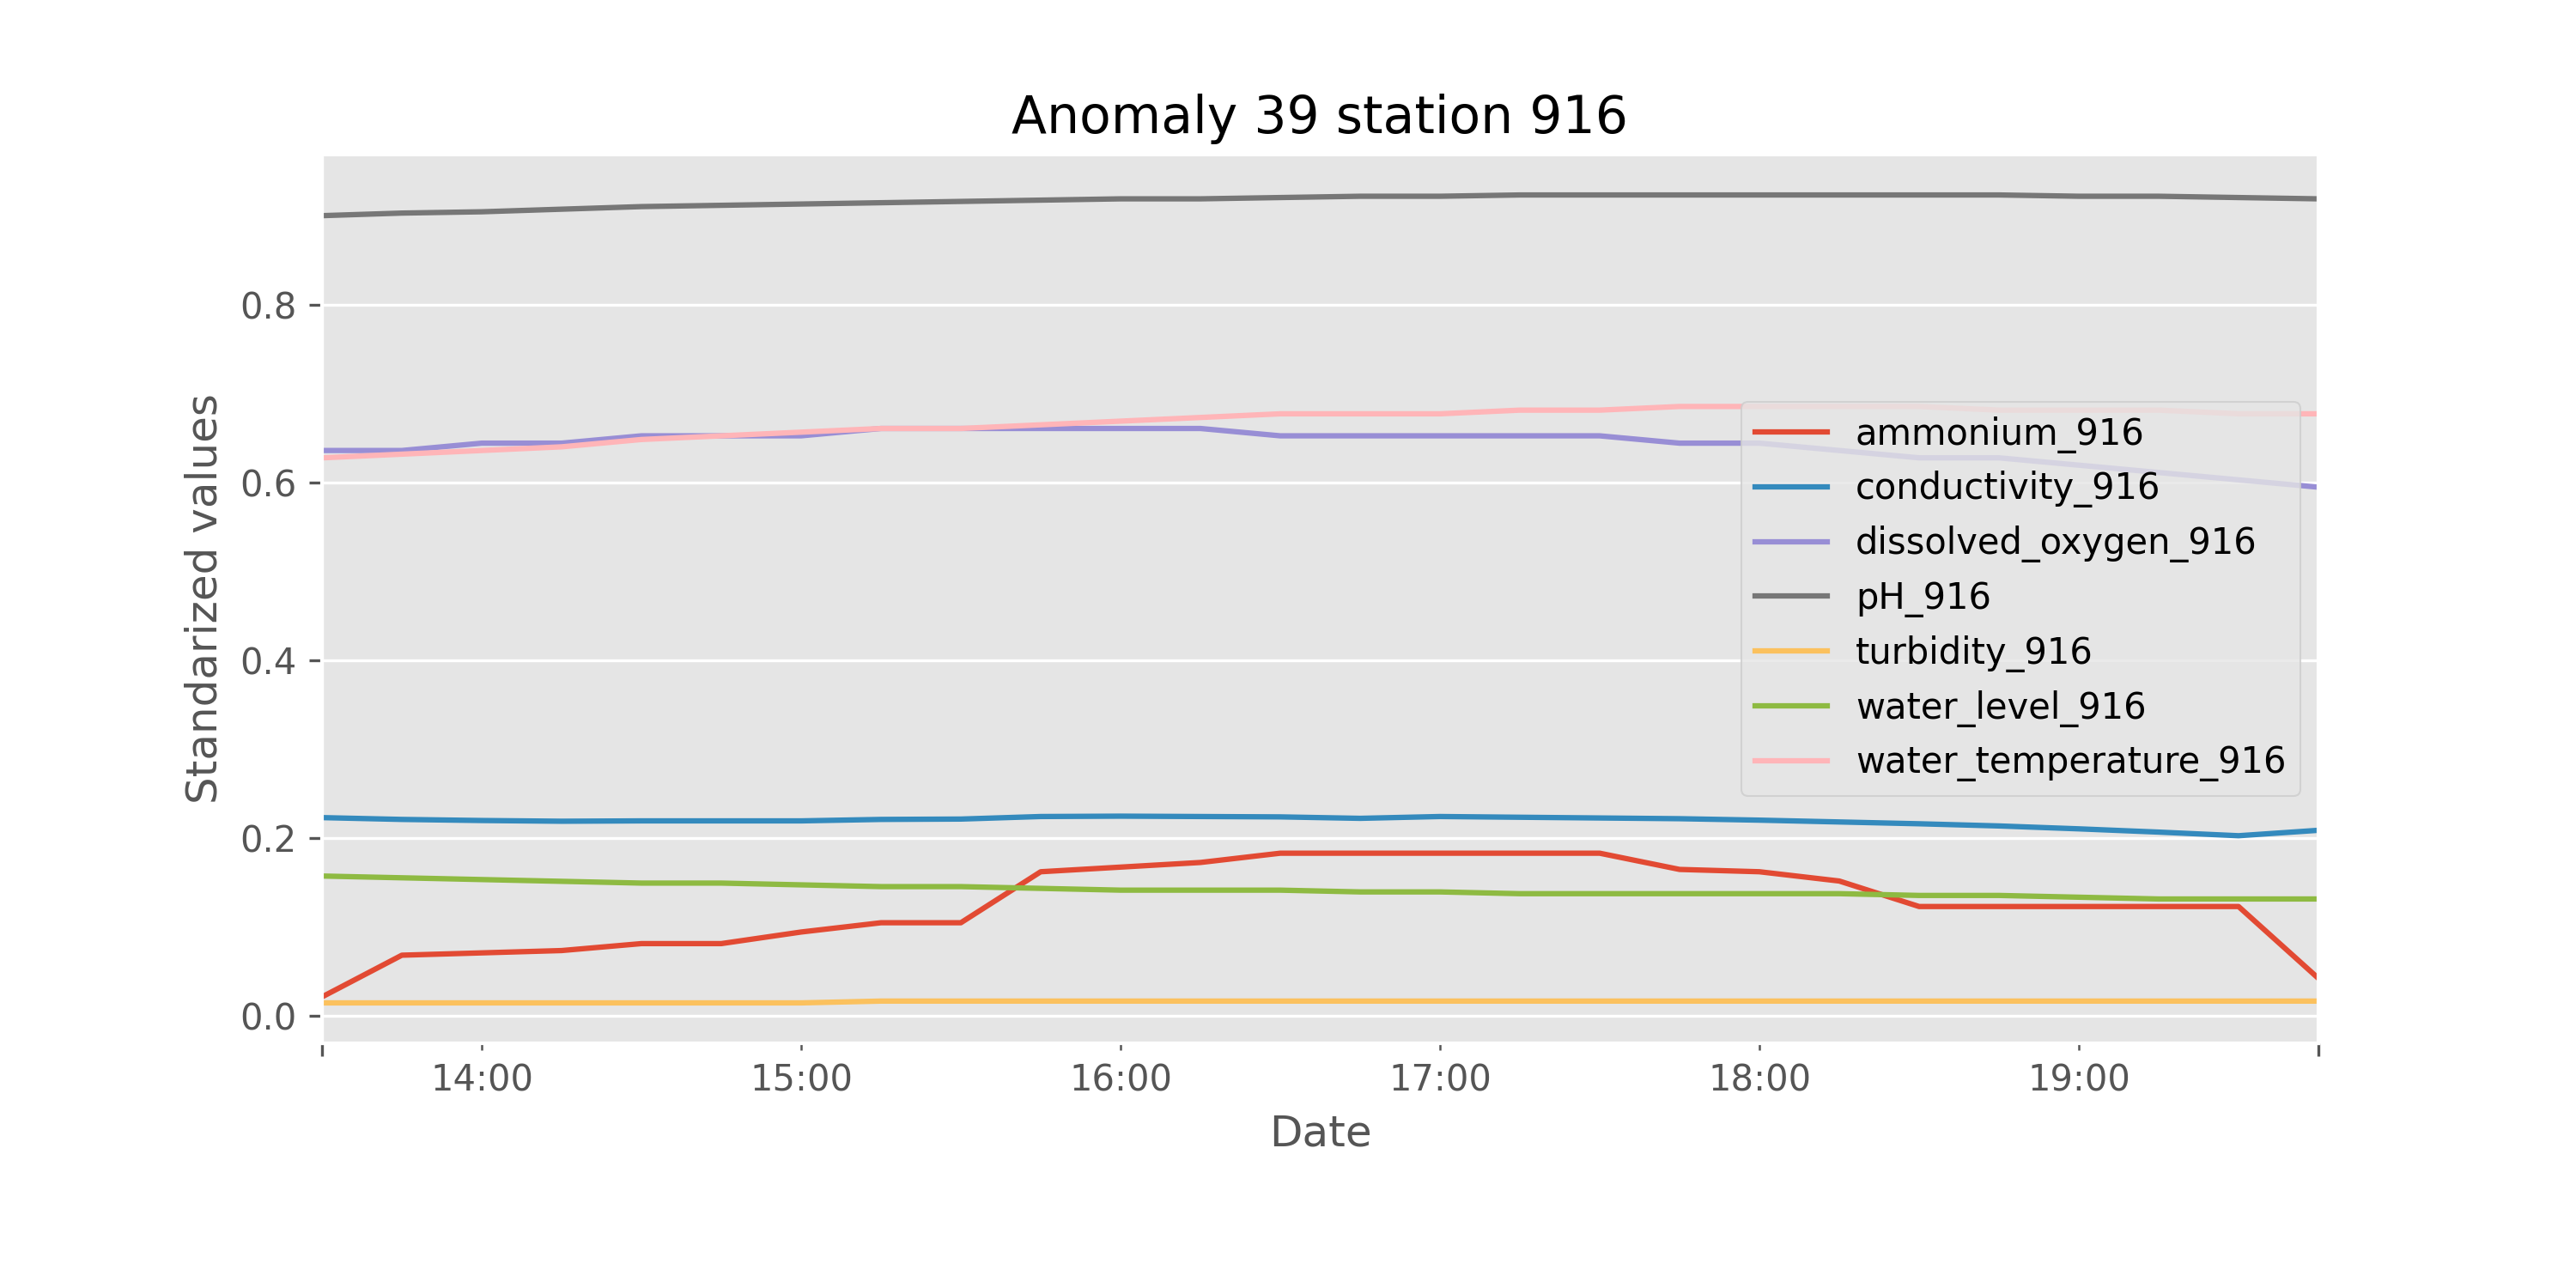 Anomaly 39 station 916
Standarized values
0.8
0.6
0.4
0.2
0.0
ammonium_916
conductivity_916
dissolved_oxygen_916
pH_916
turbidity_916
water_level_916
water_temperature_916
14:00 15:00 16:00 17:00 18:00 19:00
Date